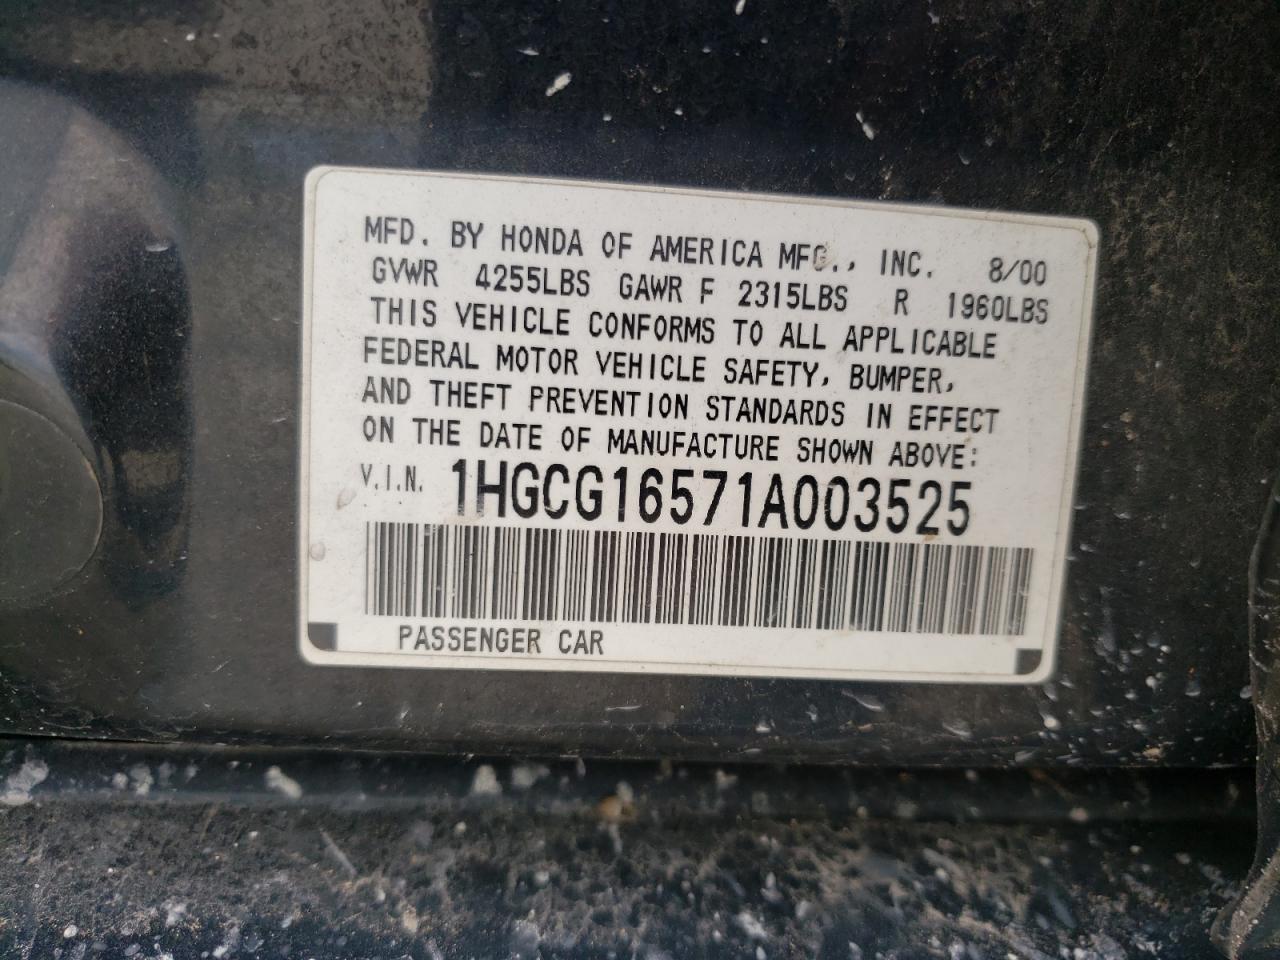 MFD. BY HONDA OF AMERICA MFG., INC. 8/00
GVWR 4255LBS GAWR F 2315LBS R 1960LBS
THIS VEHICLE CONFORMS TO ALL APPLICABLE
FEDERAL MOTOR VEHICLE SAFETY, BUMPER,
AND THEFT PREVENTION STANDARDS IN EFFECT
ON THE DATE OF MANUFACTURE SHOWN ABOVE:
V.I.N. 1HGCG16571A003525
PASSENGER CAR